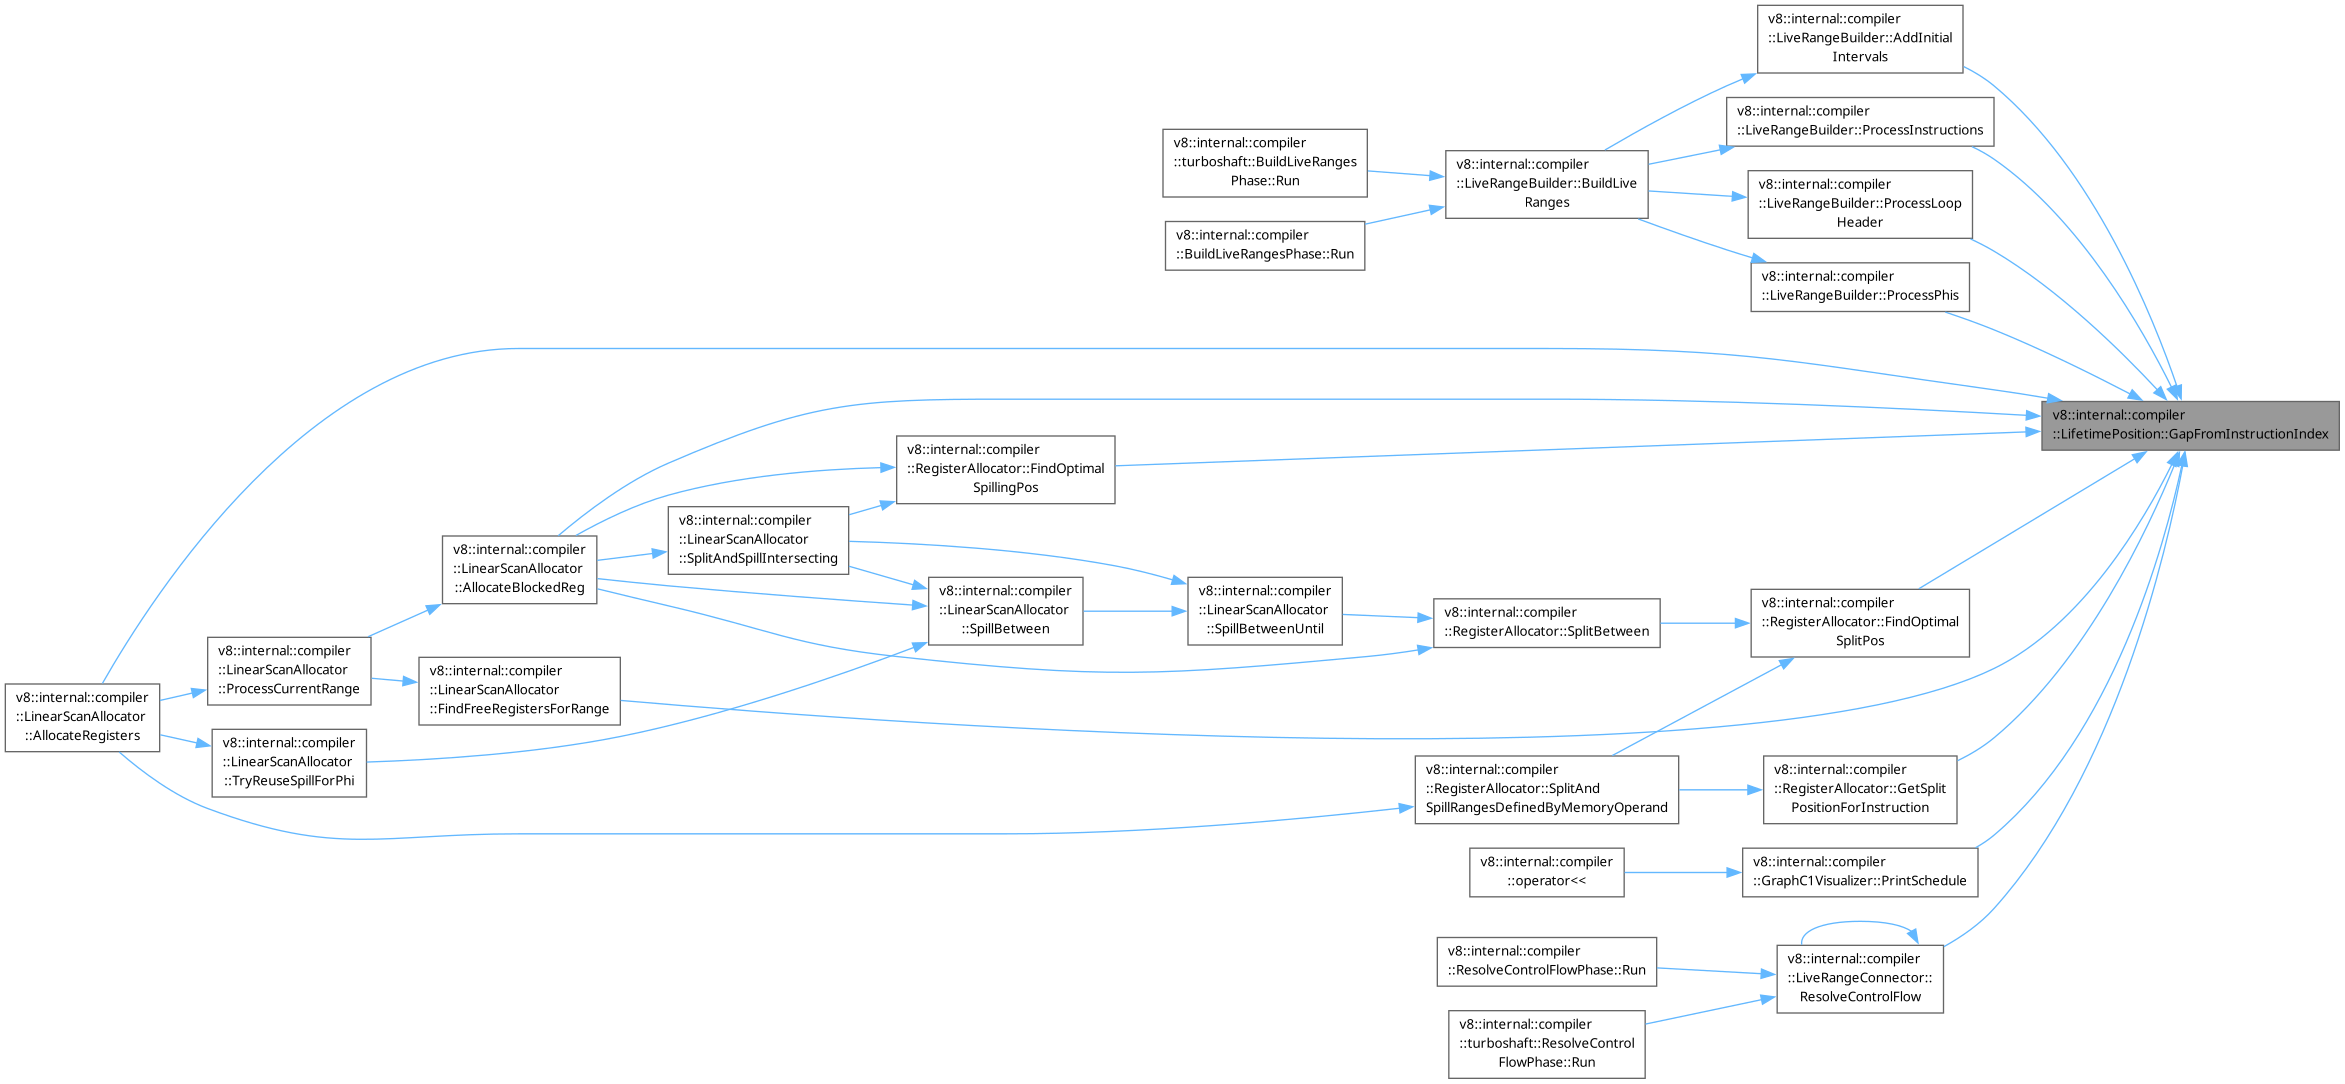 v8::internal::compiler
::LiveRangeBuilder::AddInitial
Intervals
v8::internal::compiler
::LiveRangeBuilder::ProcessInstructions
v8::internal::compiler
::turboshaft::BuildLiveRanges
Phase::Run
v8::internal::compiler
::LiveRangeBuilder::BuildLive
Ranges
v8::internal::compiler
::LiveRangeBuilder::ProcessLoop
Header
v8::internal::compiler
::BuildLiveRangesPhase::Run
v8::internal::compiler
::LiveRangeBuilder::ProcessPhis
v8::internal::compiler
::LifetimePosition::GapFromInstructionIndex
v8::internal::compiler
::RegisterAllocator::FindOptimal
SpillingPos
v8::internal::compiler
::LinearScanAllocator
::SplitAndSpillIntersecting
v8::internal::compiler
::LinearScanAllocator
::AllocateBlockedReg
v8::internal::compiler
::LinearScanAllocator
::SpillBetween
v8::internal::compiler
::LinearScanAllocator
::SpillBetweenUntil
v8::internal::compiler
::RegisterAllocator::SplitBetween
v8::internal::compiler
::RegisterAllocator::FindOptimal
SplitPos
v8::internal::compiler
::LinearScanAllocator
::ProcessCurrentRange
v8::internal::compiler
::LinearScanAllocator
::FindFreeRegistersForRange
v8::internal::compiler
::LinearScanAllocator
::AllocateRegisters
v8::internal::compiler
::LinearScanAllocator
::TryReuseSpillForPhi
v8::internal::compiler
::RegisterAllocator::SplitAnd
SpillRangesDefinedByMemoryOperand
v8::internal::compiler
::RegisterAllocator::GetSplit
PositionForInstruction
v8::internal::compiler
::operator<<
v8::internal::compiler
::GraphC1Visualizer::PrintSchedule
v8::internal::compiler
::ResolveControlFlowPhase::Run
v8::internal::compiler
::LiveRangeConnector::
ResolveControlFlow
v8::internal::compiler
::turboshaft::ResolveControl
FlowPhase::Run